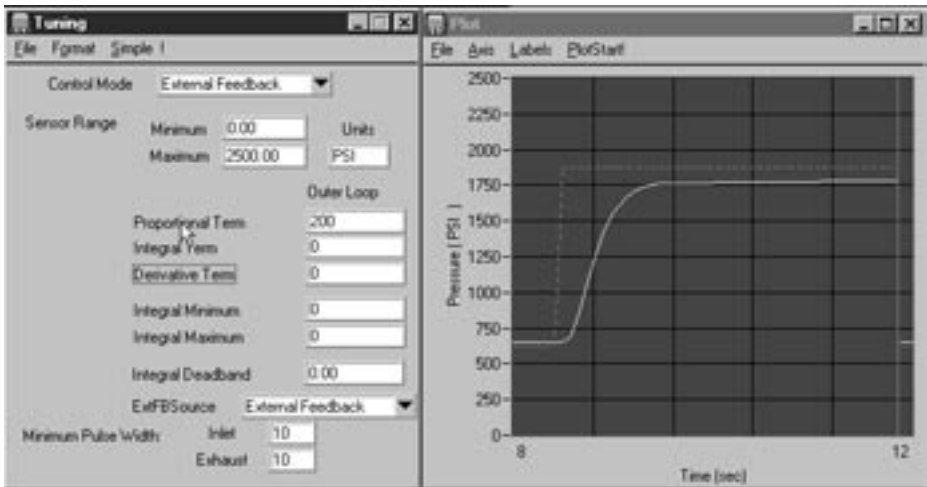 Tuning
File Format Simple !
Control Mode External Feedback
Sensor Range
Minimum 0.00 Units
Maximum 2500.00 PSI
Outer Loop
Proportional Term 200
Integral Term 0
Derivative Term 0
Integral Minimum 0
Integral Maximum 0
Integral Deadband 0.00
ExtFBSource External Feedback
Minimum Pulse Width: Inlet 10
Exhaust 10
Plot
File Axis Labels PlotStart!
2500
2250
2000
1750
1500
1250
1000
750
500
250
0
Pressure [ PSI ]
8 12
Time (sec)